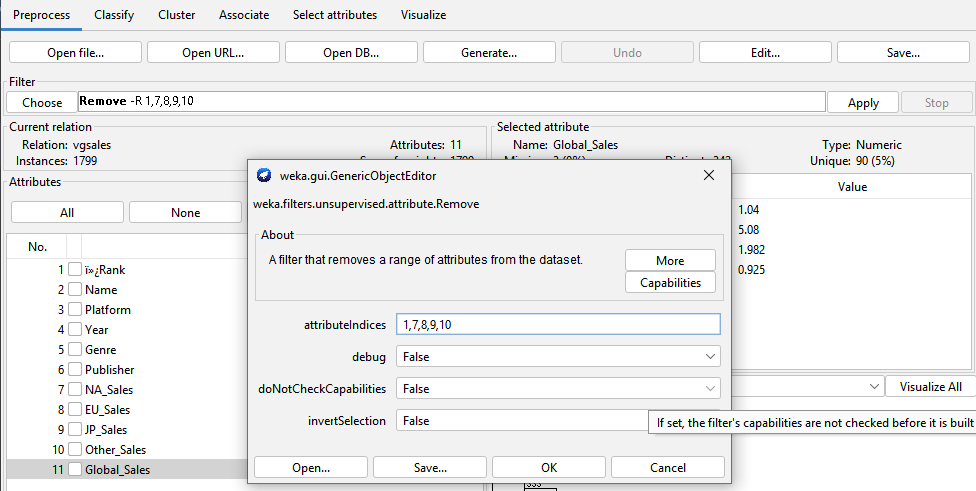 Preprocess Classify Cluster Associate Select attributes Visualize
Open file... Open URL... Open DB... Generate... Undo Edit... Save...
Filter
Choose Remove -R 1,7,8,9,10 Apply Stop
Current relation
Relation: vgsales Attributes: 11
Instances: 1799
Selected attribute
Name: Global_Sales Type: Numeric
Unique: 90 (5%)
Attributes
All None
No.
1 ï»¿Rank
2 Name
3 Platform
4 Year
5 Genre
6 Publisher
7 NA_Sales
8 EU_Sales
9 JP_Sales
10 Other_Sales
11 Global_Sales
Value
1.04
5.08
1.982
0.925
Visualize All
weka.gui.GenericObjectEditor
weka.filters.unsupervised.attribute.Remove
About
A filter that removes a range of attributes from the dataset.
More
Capabilities
attributeIndices 1,7,8,9,10
debug False
doNotCheckCapabilities False
invertSelection False
If set, the filter's capabilities are not checked before it is built
Open... Save... OK Cancel